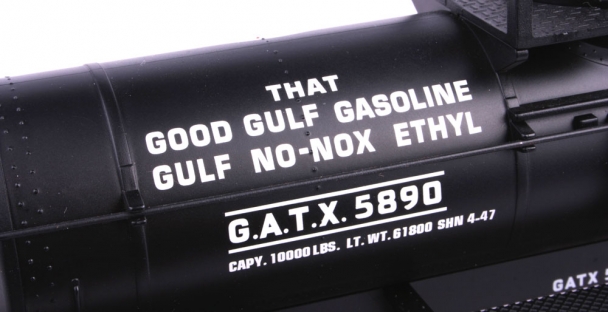 THAT
GOOD GULF GASOLINE
GULF NO-NOX ETHYL
G.A.T.X. 5890
CAPY. 10000 LBS. LT. WT. 61800 SHN 4-47
GATX 5